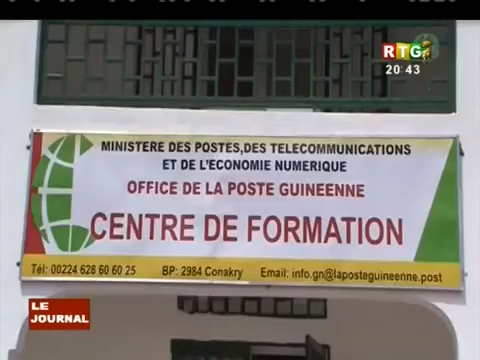 RTG
20:43
MINISTERE DES POSTES,DES TELECOMMUNICATIONS
ET DE L'ECONOMIE NUMERIQUE
OFFICE DE LA POSTE GUINEENNE
CENTRE DE FORMATION
Tél: 00224 628 60 60 25 BP: 2984 Conakry Email: info.gn@laposteguineenne.post
LE
JOURNAL